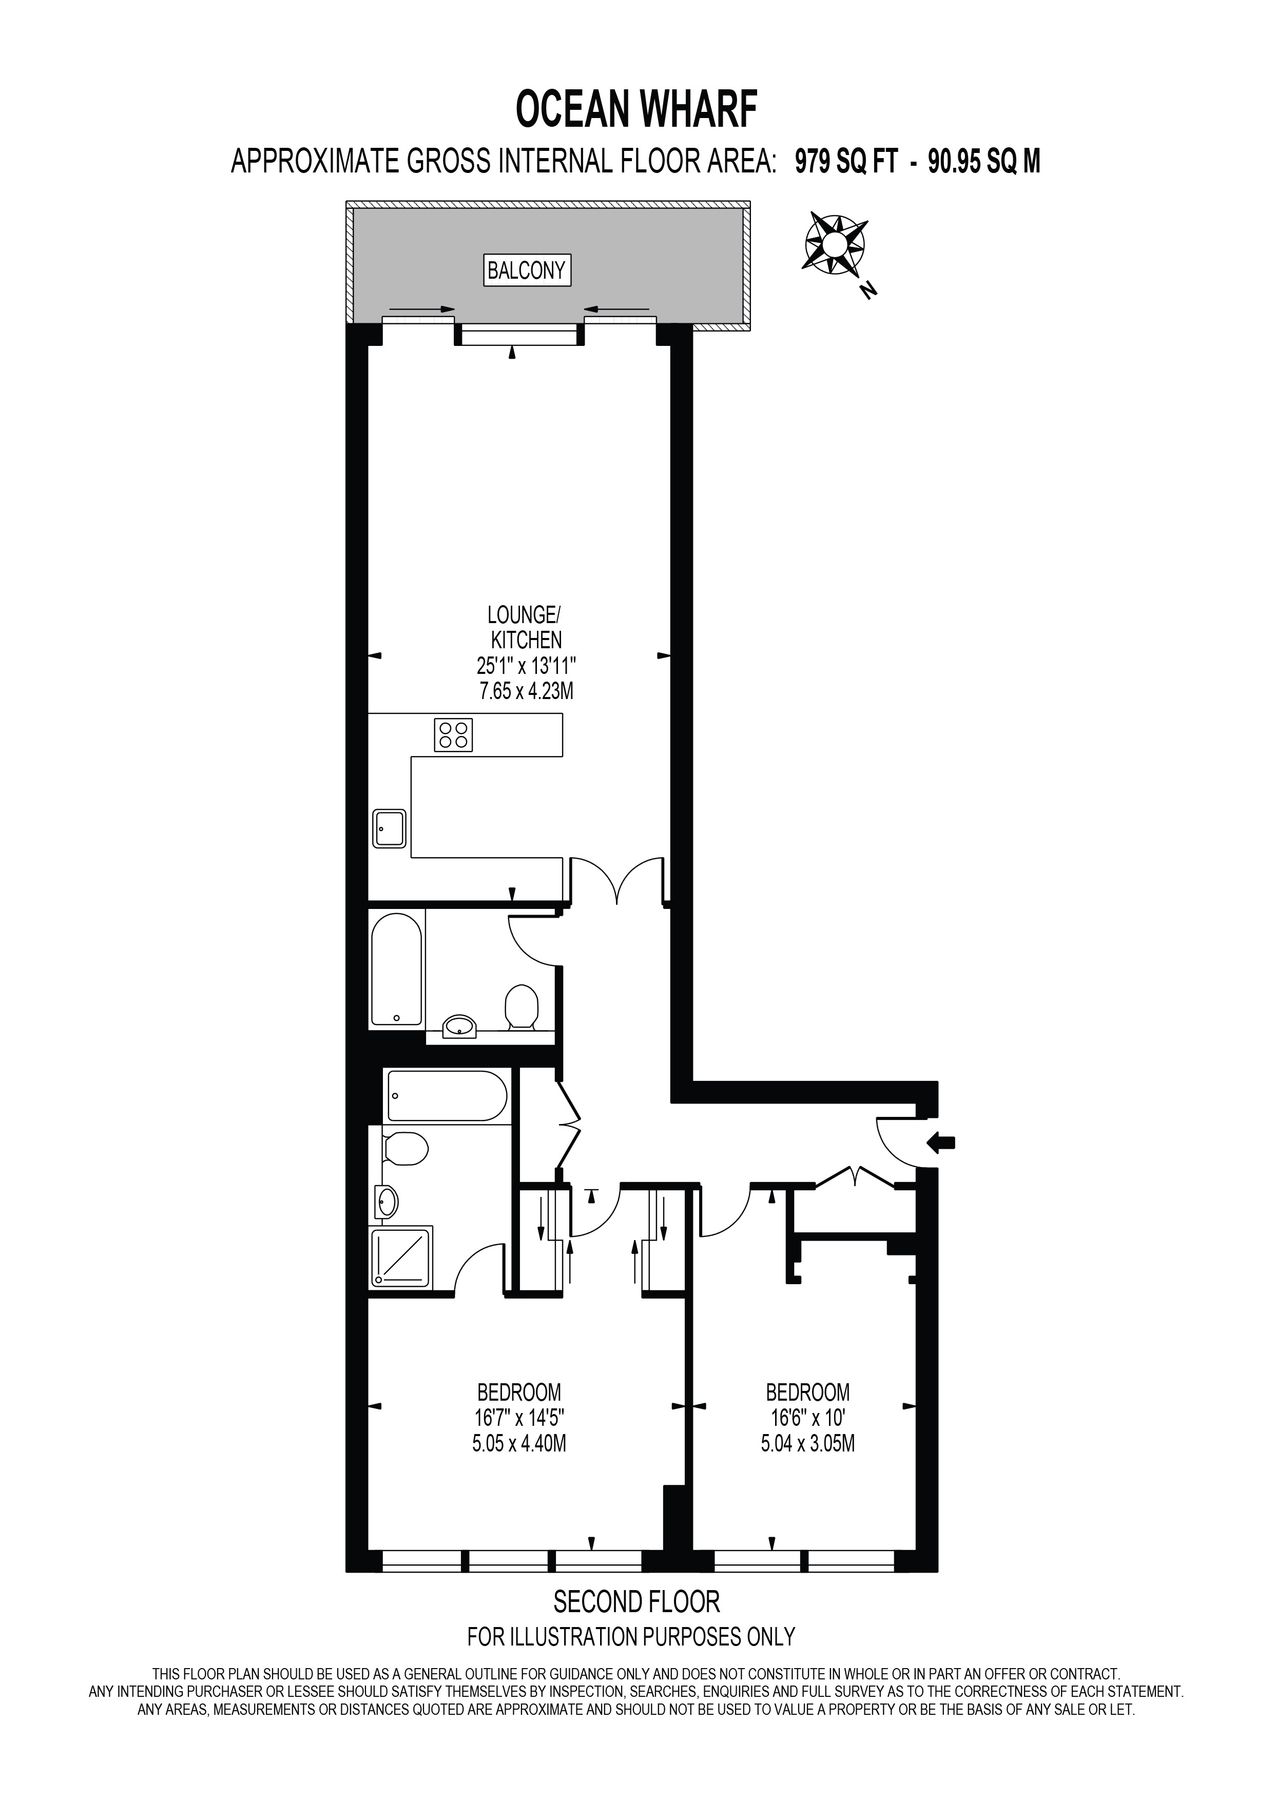 OCEAN WHARF
APPROXIMATE GROSS INTERNAL FLOOR AREA: 979 SQ FT - 90.95 SQ M
BALCONY
N
LOUNGE/
KITCHEN
25'1" x 13'11"
7.65 x 4.23M
BEDROOM
16'7" x 14'5"
5.05 x 4.40M
BEDROOM
16'6" x 10'
5.04 x 3.05M
SECOND FLOOR
FOR ILLUSTRATION PURPOSES ONLY
THIS FLOOR PLAN SHOULD BE USED AS A GENERAL OUTLINE FOR GUIDANCE ONLY AND DOES NOT CONSTITUTE IN WHOLE OR IN PART AN OFFER OR CONTRACT.
ANY INTENDING PURCHASER OR LESSEE SHOULD SATISFY THEMSELVES BY INSPECTION, SEARCHES, ENQUIRIES AND FULL SURVEY AS TO THE CORRECTNESS OF EACH STATEMENT.
ANY AREAS, MEASUREMENTS OR DISTANCES QUOTED ARE APPROXIMATE AND SHOULD NOT BE USED TO VALUE A PROPERTY OR BE THE BASIS OF ANY SALE OR LET.